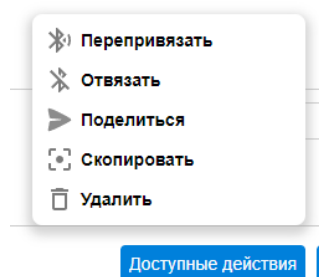 Перепривязать
Отвязать
Поделиться
Скопировать
Удалить
Доступные действия